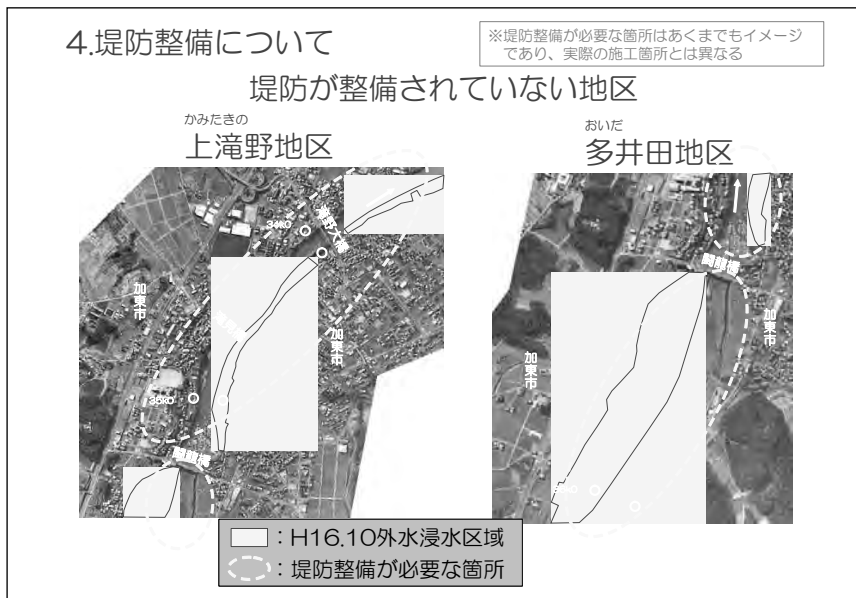 4.堤防整備について
※堤防整備が必要な箇所はあくまでもイメージ
であり、実際の施工箇所とは異なる
堤防が整備されていない地区
かみたきの
上滝野地区
おいだ
多井田地区
34k0
滝野大橋
加東市
加東市
35k0
闘龍橋
闘龍橋
加東市
加東市
：H16.10外水浸水区域
：堤防整備が必要な箇所